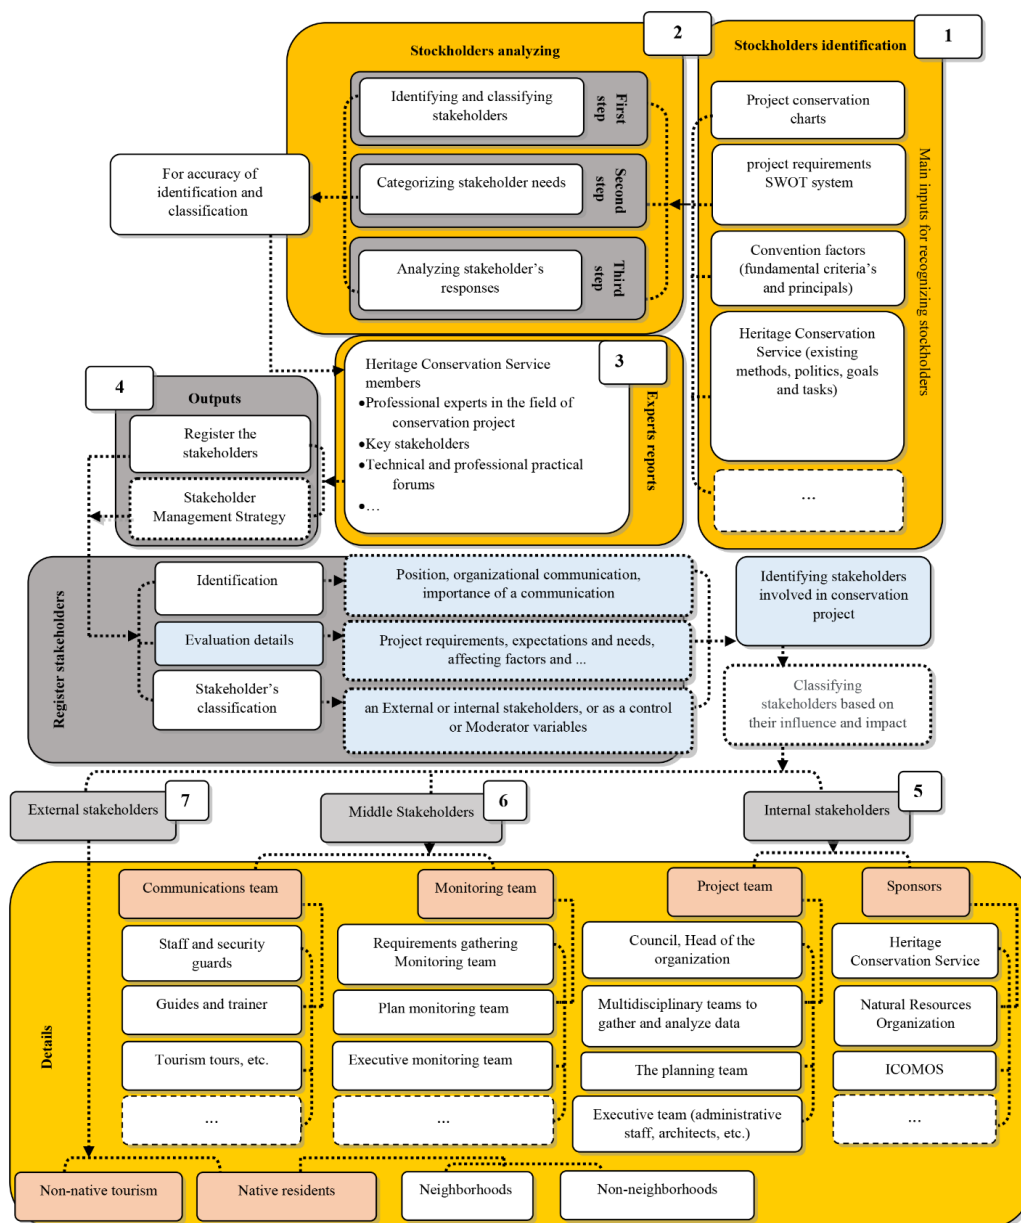 Stockholders analyzing
2
Stockholders identification
1
Identifying and classifying
stakeholders
First
step
Categorizing stakeholder needs
Second
step
Analyzing stakeholder's
responses
Third
step
For accuracy of
identification and
classification
Project conservation
charts
project requirements
SWOT system
Convention factors
(fundamental criteria's
and principals)
Heritage Conservation
Service (existing
methods, politics, goals
and tasks)
...
Main inputs for recognizing stockholders
3
Heritage Conservation Service
members
●Professional experts in the field of
conservation project
●Key stakeholders
●Technical and professional practical
forums
●…
Experts reports
4
Outputs
Register the
stakeholders
Stakeholder
Management Strategy
Register stakeholders
Identification
Evaluation details
Stakeholder's
classification
Position, organizational communication,
importance of a communication
Project requirements, expectations and needs,
affecting factors and ...
an External or internal stakeholders, or as a control
or Moderator variables
Identifying stakeholders
involved in conservation
project
Classifying
stakeholders based on
their influence and impact
External stakeholders
7
Middle Stakeholders
6
Internal stakeholders
5
Details
Communications team
Staff and security
guards
Guides and trainer
Tourism tours, etc.
...
Monitoring team
Requirements gathering
Monitoring team
Plan monitoring team
Executive monitoring team
...
Project team
Council, Head of the
organization
Multidisciplinary teams to
gather and analyze data
The planning team
Executive team (administrative
staff, architects, etc.)
Sponsors
Heritage
Conservation Service
Natural Resources
Organization
ICOMOS
...
Non-native tourism
Native residents
Neighborhoods
Non-neighborhoods